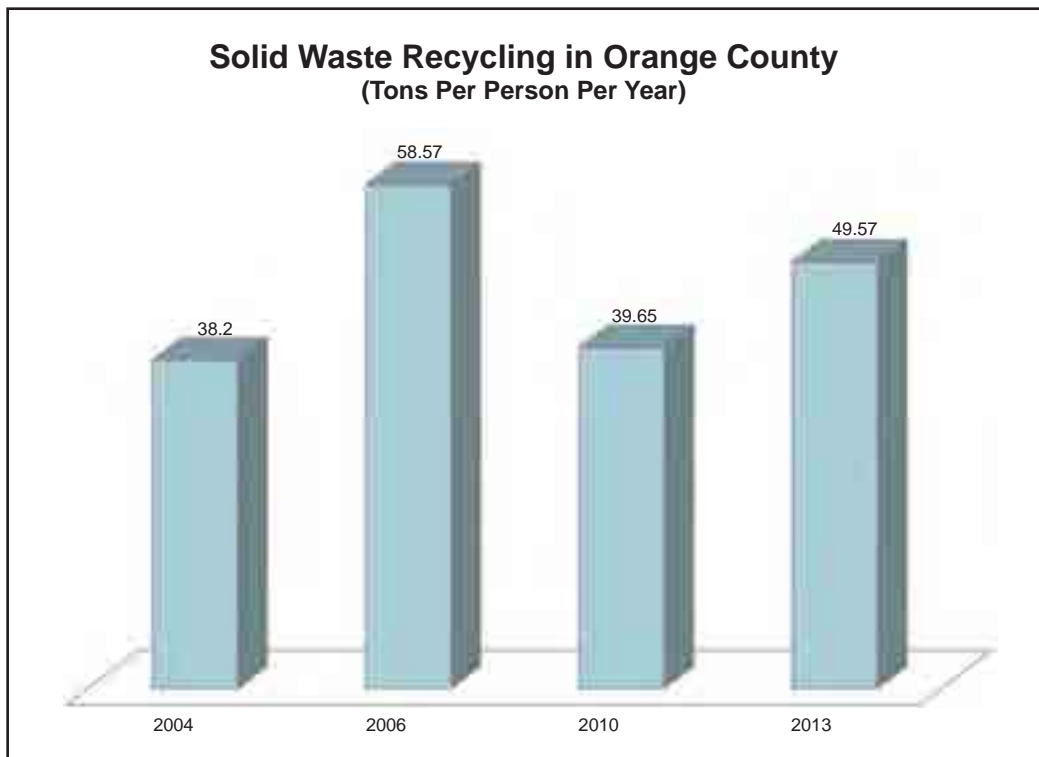 Solid Waste Recycling in Orange County
(Tons Per Person Per Year)
58.57
49.57
39.65
38.2
2004 2006 2010 2013